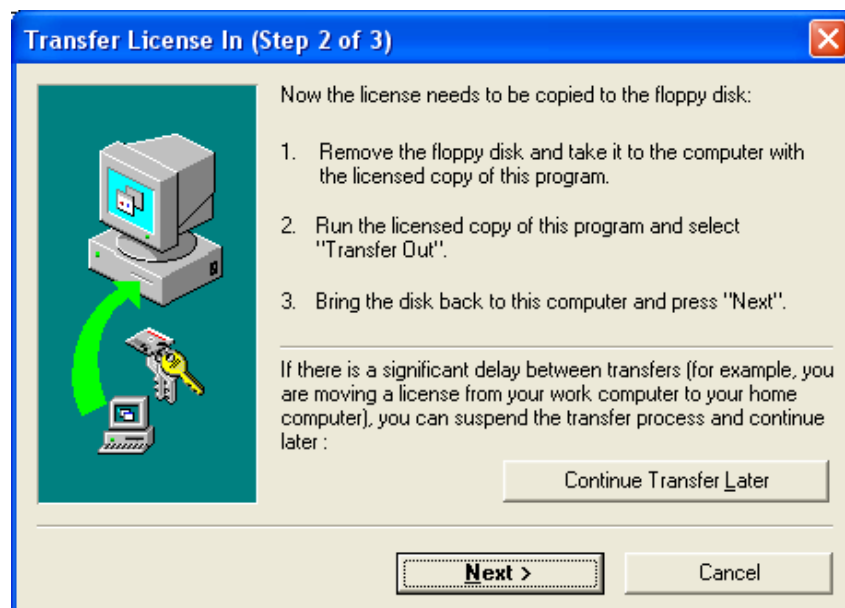 Transfer License In (Step 2 of 3)
Now the license needs to be copied to the floppy disk:
1. Remove the floppy disk and take it to the computer with
the licensed copy of this program.
2. Run the licensed copy of this program and select
"Transfer Out".
3. Bring the disk back to this computer and press "Next".
If there is a significant delay between transfers (for example, you
are moving a license from your work computer to your home
computer), you can suspend the transfer process and continue
later :
Continue Transfer Later
Next >
Cancel